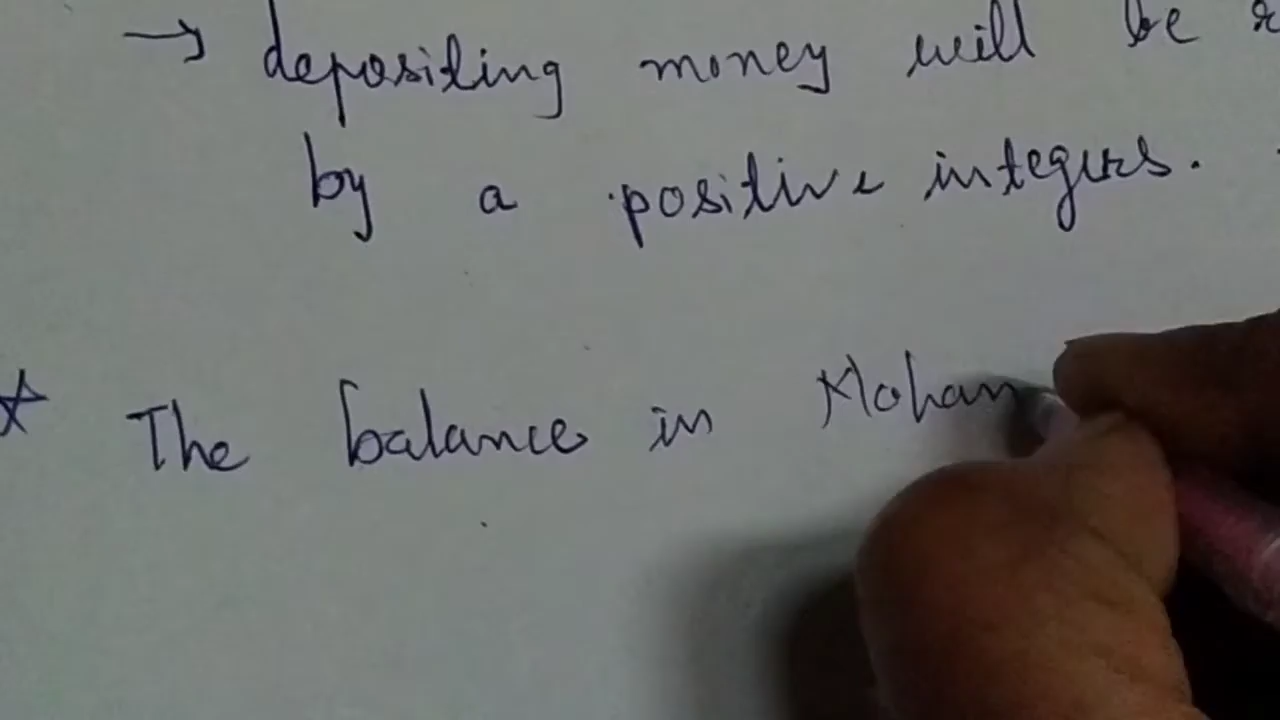 → depositing money will be
by a positive integers.
☆ The balance in Mohan